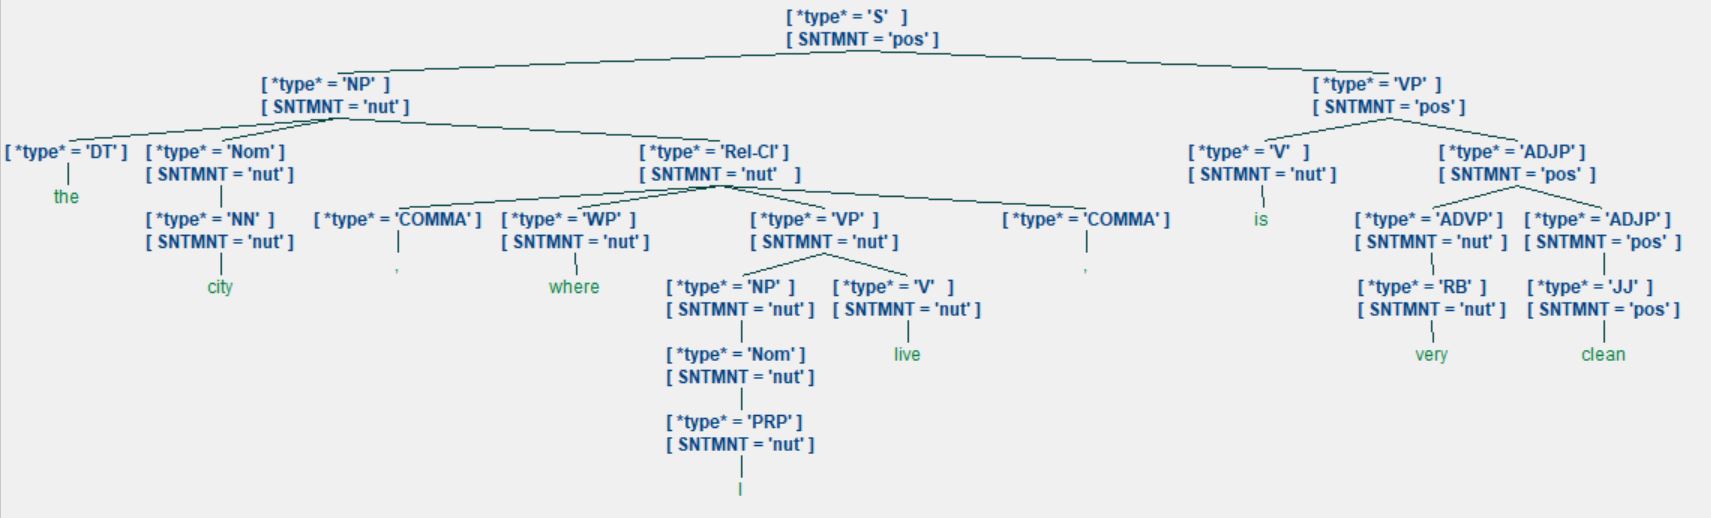 [ *type* = 'S' ]
[ SNTMNT = 'pos' ]
[ *type* = 'NP' ] [ *type* = 'VP' ]
[ SNTMNT = 'nut' ] [ SNTMNT = 'pos' ]
[ *type* = 'DT' ] [ *type* = 'Nom' ] [ *type* = 'Rel-Cl' ] [ *type* = 'V' ] [ *type* = 'ADJP' ]
[ SNTMNT = 'nut' ] [ SNTMNT = 'nut' ] [ SNTMNT = 'nut' ] [ SNTMNT = 'pos' ]
the
[ *type* = 'NN' ] [ *type* = 'COMMA' ] [ *type* = 'WP' ] [ *type* = 'VP' ] [ *type* = 'COMMA' ] is [ *type* = 'ADVP' ] [ *type* = 'ADJP' ]
[ SNTMNT = 'nut' ] [ SNTMNT = 'nut' ] [ SNTMNT = 'nut' ] [ SNTMNT = 'nut' ] [ SNTMNT = 'pos' ]
city , where [ *type* = 'NP' ] [ *type* = 'V' ] , [ *type* = 'RB' ] [ *type* = 'JJ' ]
[ SNTMNT = 'nut' ] [ SNTMNT = 'nut' ] [ SNTMNT = 'nut' ] [ SNTMNT = 'pos' ]
[ *type* = 'Nom' ] live very clean
[ SNTMNT = 'nut' ]
[ *type* = 'PRP' ]
[ SNTMNT = 'nut' ]
I